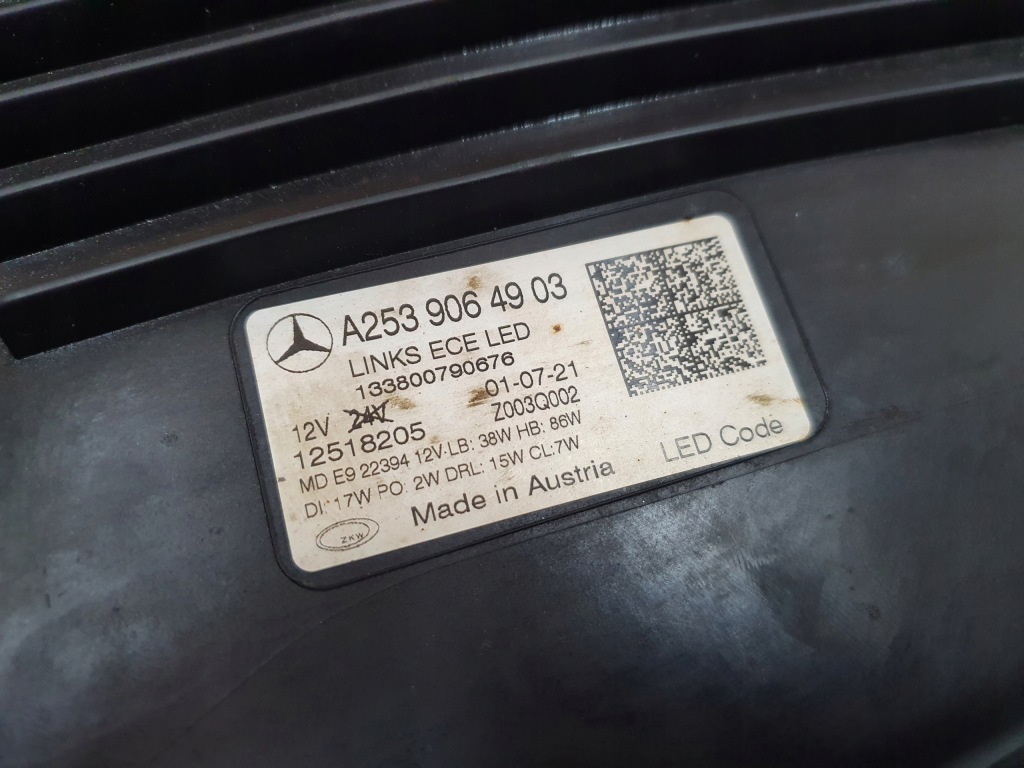 A253 906 49 03
LINKS ECE LED
133800790676
12V 24V 01-07-21
12518205 Z003Q002
MD E9 22394 12V: LB: 38W HB: 86W
DI: 17W PO: 2W DRL: 15W CL:7W
Made in Austria LED Code
ZKW